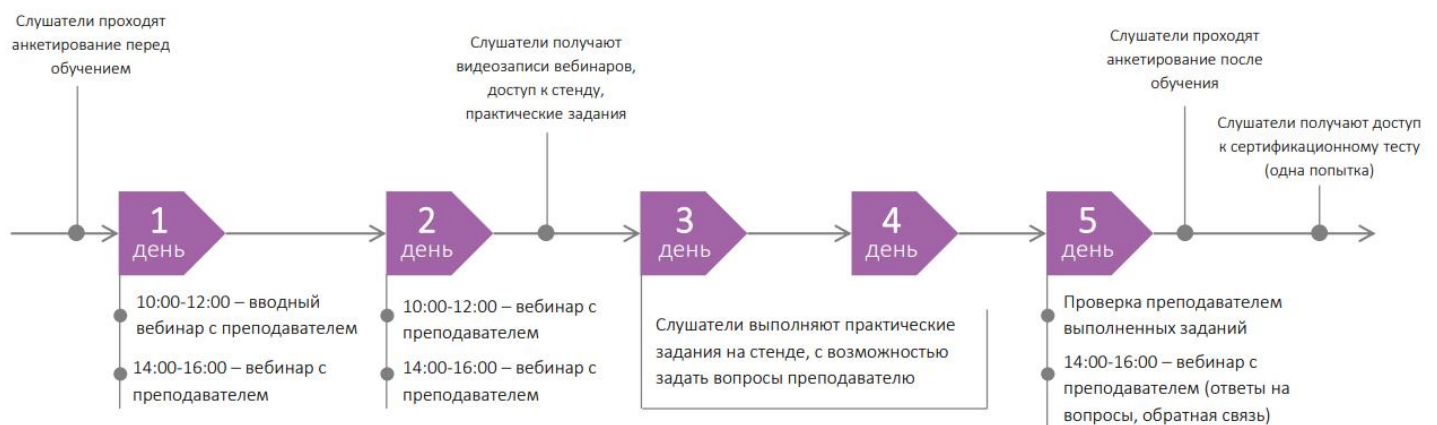 Слушатели проходят
анкетирование перед
обучением
Слушатели получают
видеозаписи вебинаров,
доступ к стенду,
практические задания
Слушатели проходят
анкетирование после
обучения
Слушатели получают доступ
к сертификационному тесту
(одна попытка)
1
день
2
день
3
день
4
день
5
день
10:00-12:00 – вводный
вебинар с преподавателем
14:00-16:00 – вебинар с
преподавателем
10:00-12:00 – вебинар с
преподавателем
14:00-16:00 – вебинар с
преподавателем
Слушатели выполняют практические
задания на стенде, с возможностью
задать вопросы преподавателю
Проверка преподавателем
выполненных заданий
14:00-16:00 – вебинар с
преподавателем (ответы на
вопросы, обратная связь)